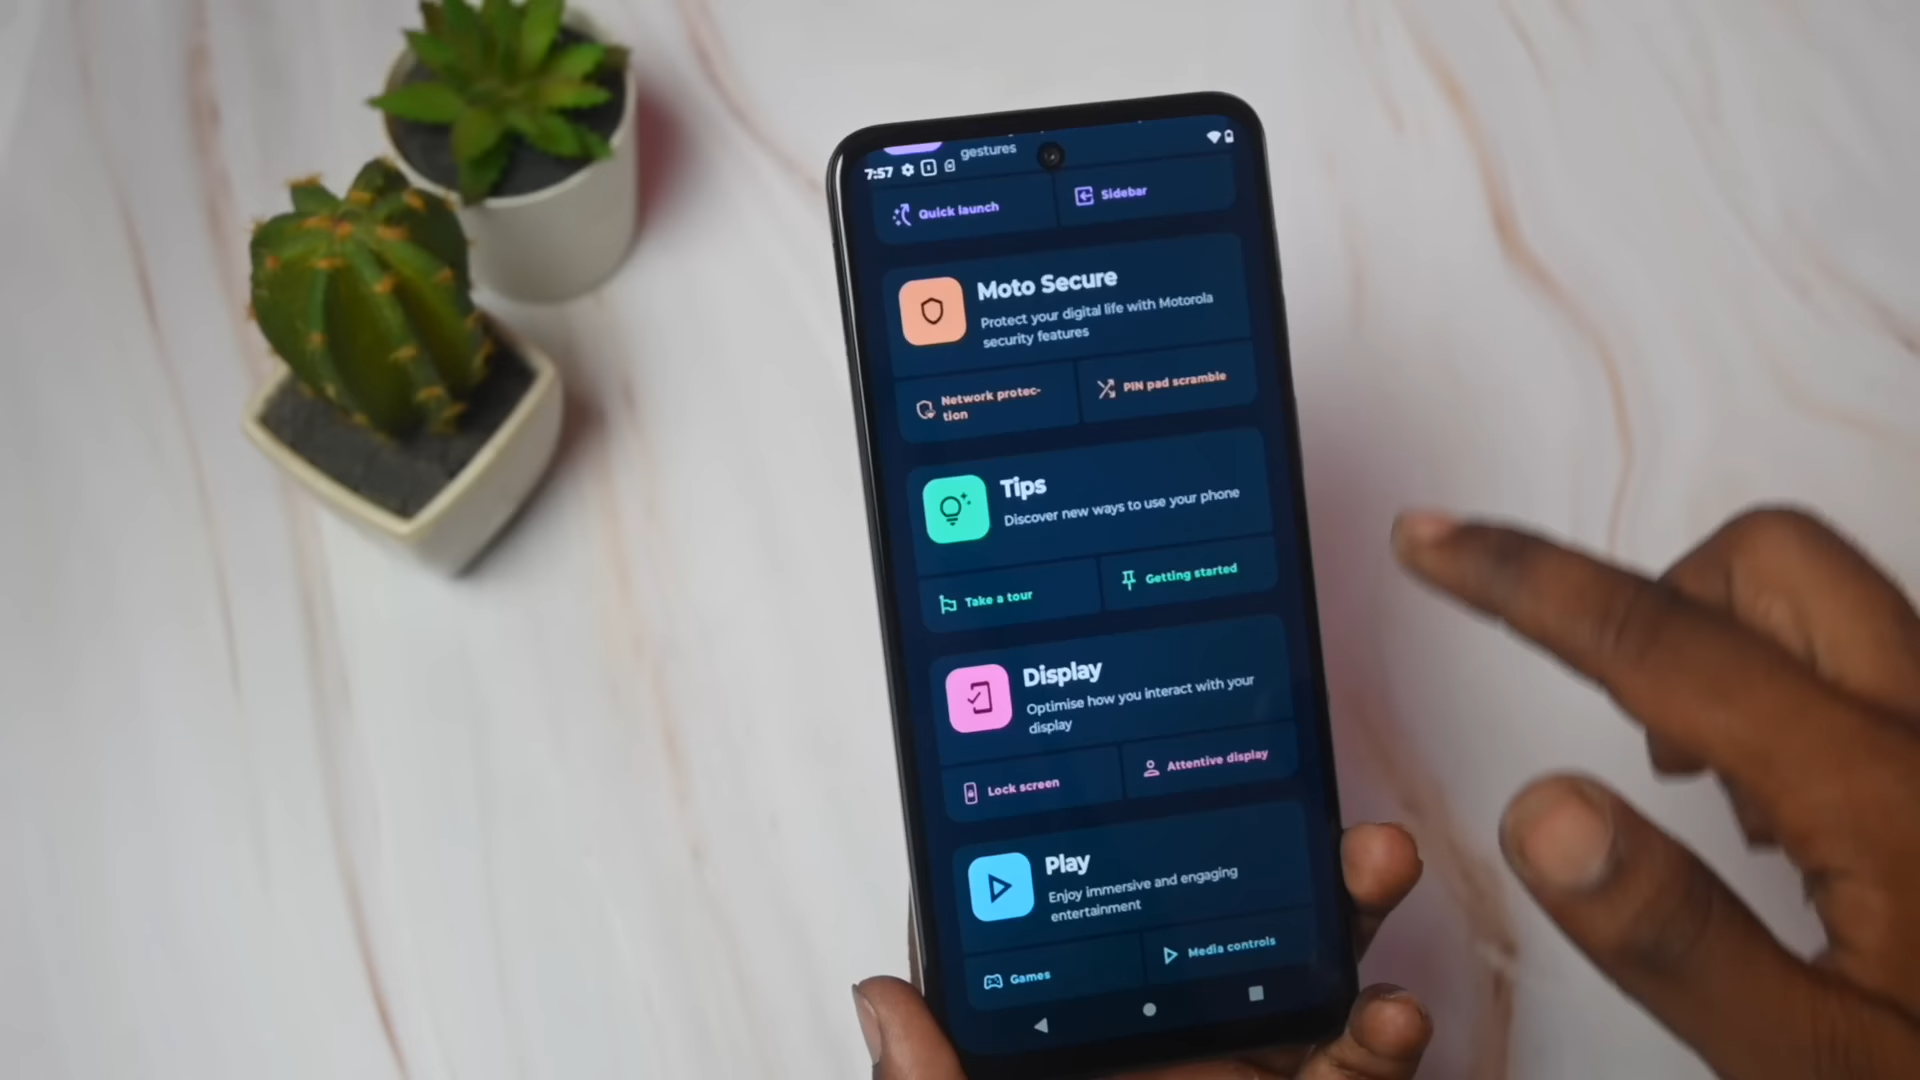 gestures
7:57
Quick launch
Sidebar
Moto Secure
Protect your digital life with Motorola
security features
Network protec-
tion
PIN pad scramble
Tips
Discover new ways to use your phone
Take a tour
Getting started
Display
Optimise how you interact with your
display
Lock screen
Attentive display
Play
Enjoy immersive and engaging
entertainment
Games
Media controls